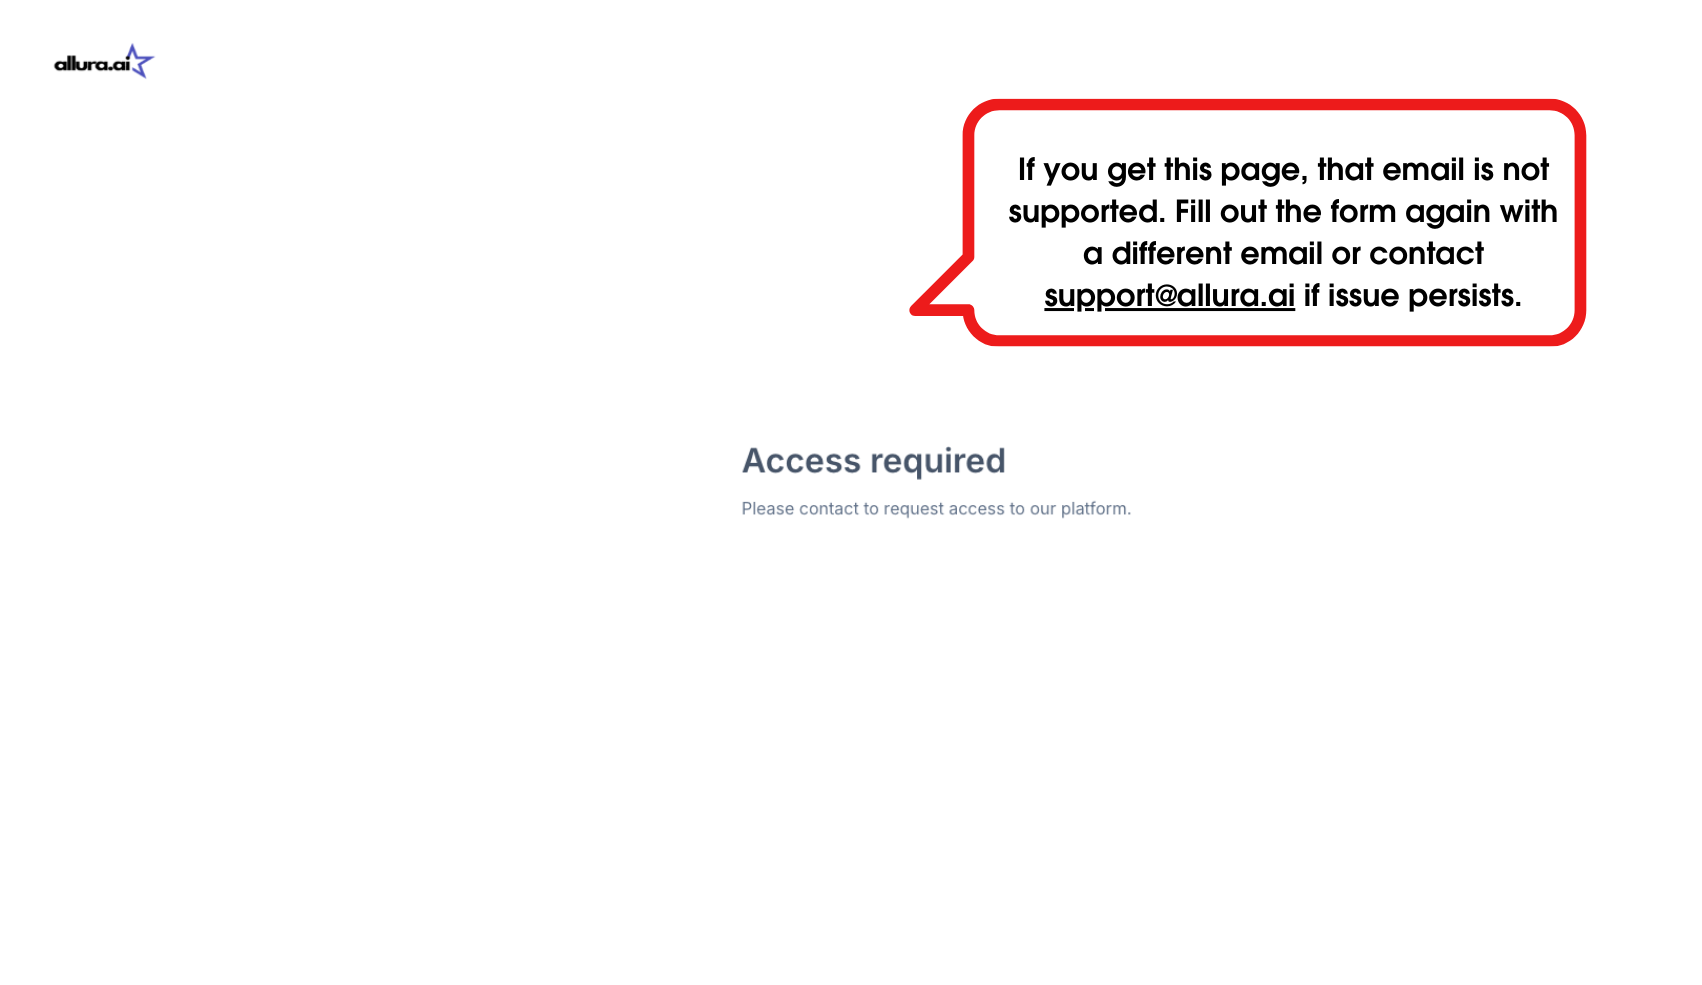 allura.ai
If you get this page, that email is not
supported. Fill out the form again with
a different email or contact
support@allura.ai if issue persists.
Access required
Please contact to request access to our platform.